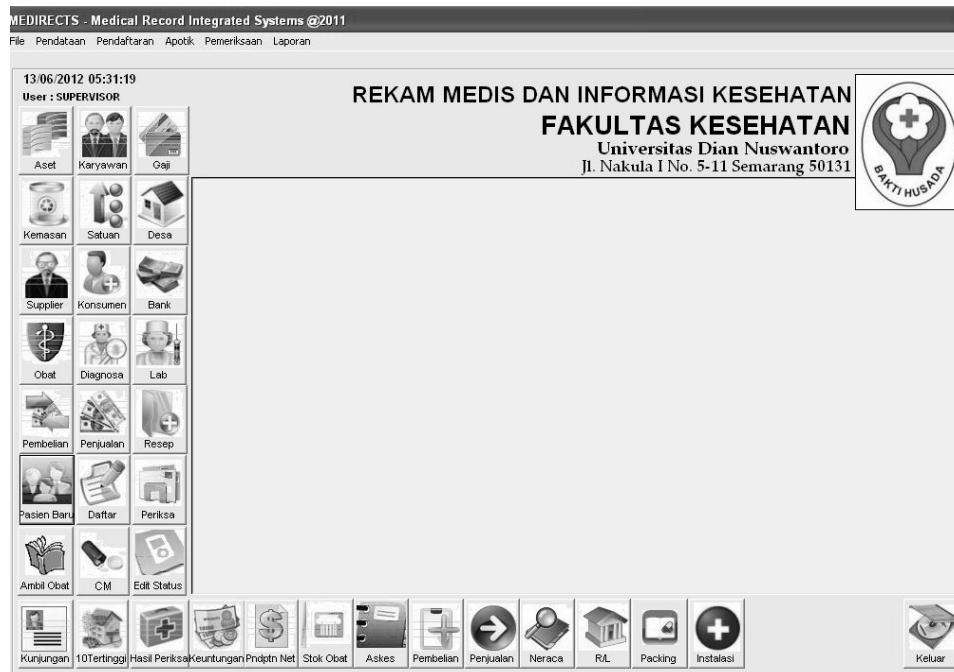 MEDIRECTS - Medical Record Integrated Systems @2011
File Pendataan Pendaftaran Apotik Pemeriksaan Laporan
13/06/2012 05:31:19
User : SUPERVISOR
REKAM MEDIS DAN INFORMASI KESEHATAN
FAKULTAS KESEHATAN
Universitas Dian Nuswantoro
Jl. Nakula I No. 5-11 Semarang 50131
BAKTI HUSADA
Aset Karyawan Gaji
Kemasan Satuan Desa
Supplier Konsumen Bank
Obat Diagnosa Lab
Pembelian Penjualan Resep
Pasien Baru Daftar Periksa
Ambil Obat CM Edit Status
Kunjungan 10Tertinggi Hasil Periksa Keuntungan Pndptn Net Stok Obat Askes Pembelian Penjualan Neraca R/L Packing Instalasi Keluar